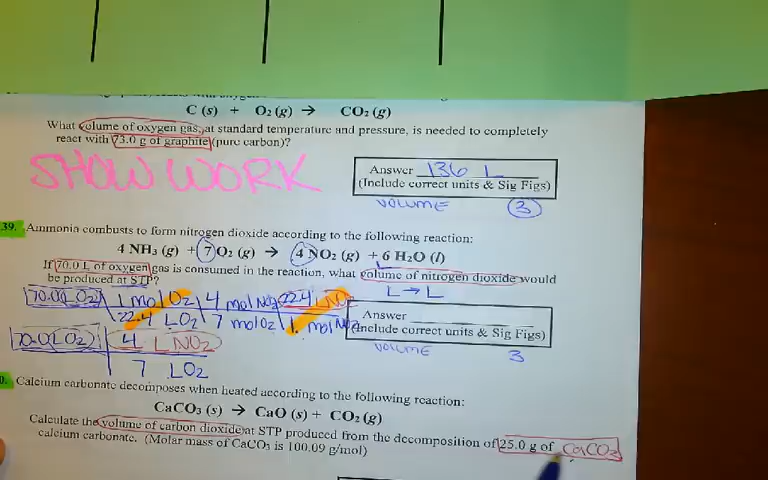 C (s) + O₂ (g) → CO₂ (g)
What volume of oxygen gas, at standard temperature and pressure, is needed to completely
react with 73.0 g of graphite (pure carbon)?
SHOW WORK
Answer 136 L
(Include correct units & Sig Figs)
VOLUME 3
39. Ammonia combusts to form nitrogen dioxide according to the following reaction:
4 NH₃ (g) + 7 O₂ (g) → 4 NO₂ (g) + 6 H₂O (l)
If 70.0 L of oxygen gas is consumed in the reaction, what volume of nitrogen dioxide would
be produced at STP?
L → L
70.0 L O₂ | 1 mol O₂ | 4 mol NO₂ | 22.4 L NO₂
22.4 L O₂ | 7 mol O₂ | 1 mol NO₂
Answer
(Include correct units & Sig Figs)
VOLUME 3
70.0 L O₂ | 4 L NO₂
7 L O₂
0. Calcium carbonate decomposes when heated according to the following reaction:
CaCO₃ (s) → CaO (s) + CO₂ (g)
Calculate the volume of carbon dioxide at STP produced from the decomposition of 25.0 g of CaCO₃
calcium carbonate. (Molar mass of CaCO₃ is 100.09 g/mol)